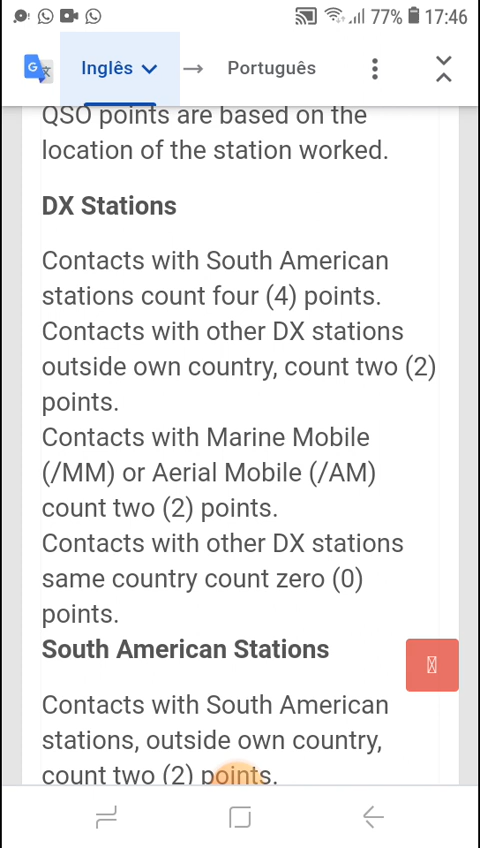 77% 17:46
Inglês → Português
QSO points are based on the
location of the station worked.
DX Stations
Contacts with South American
stations count four (4) points.
Contacts with other DX stations
outside own country, count two (2)
points.
Contacts with Marine Mobile
(/MM) or Aerial Mobile (/AM)
count two (2) points.
Contacts with other DX stations
same country count zero (0)
points.
South American Stations
Contacts with South American
stations, outside own country,
count two (2) points.